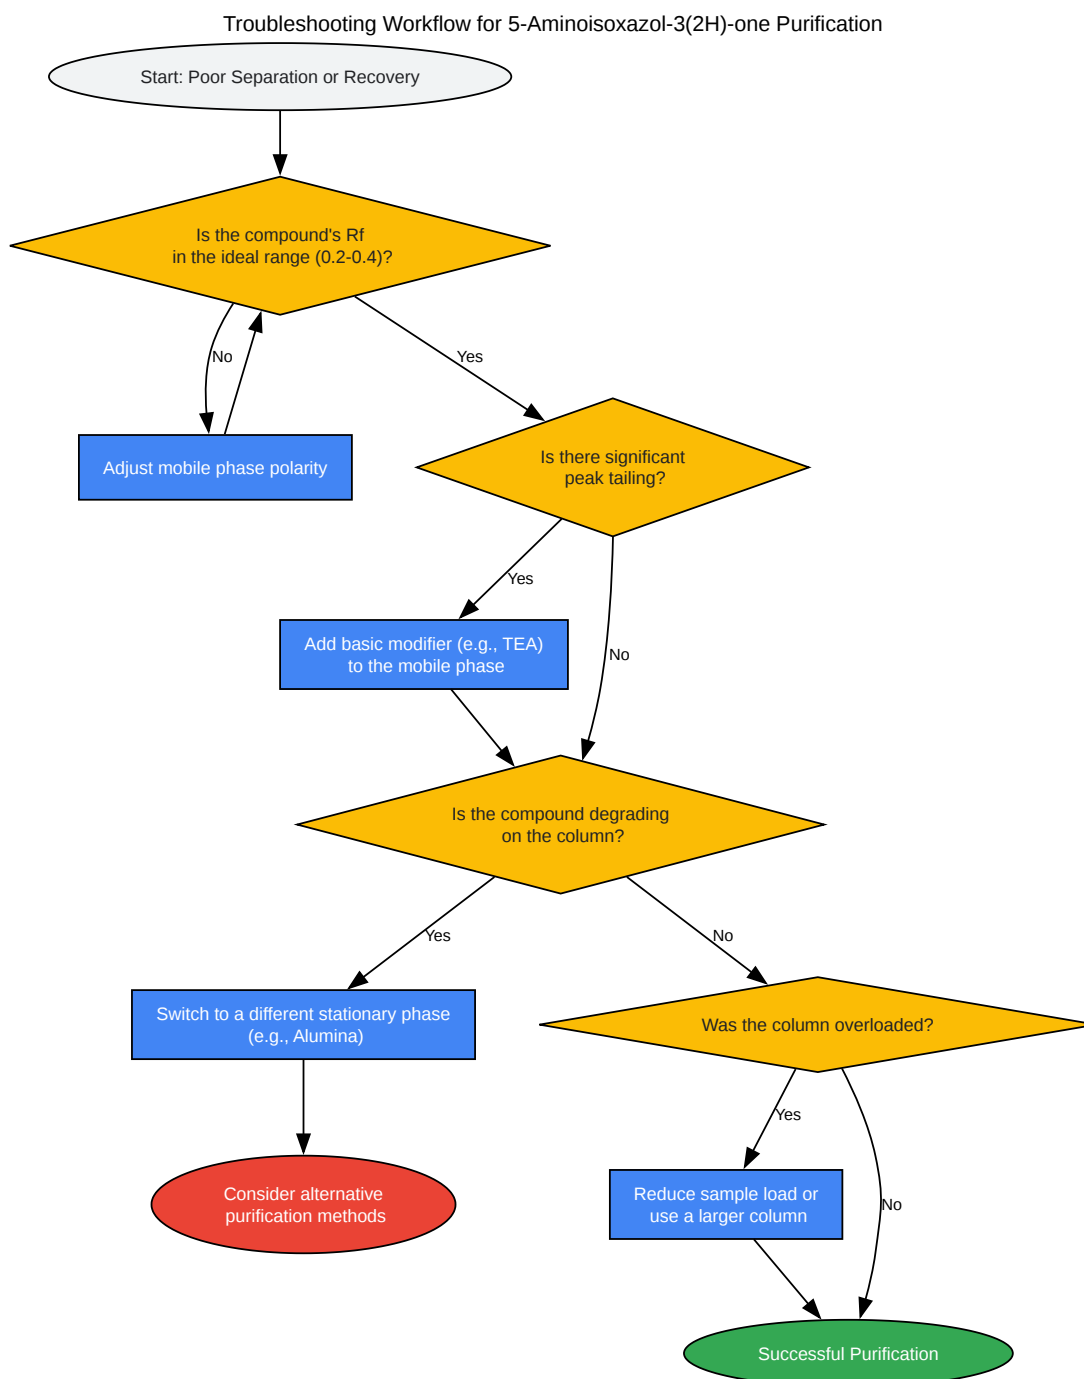 Troubleshooting Workflow for 5-Aminoisoxazol-3(2H)-one Purification
Start: Poor Separation or Recovery
Is the compound's Rf
in the ideal range (0.2-0.4)?
No
Yes
Adjust mobile phase polarity
Is there significant
peak tailing?
Yes
No
Add basic modifier (e.g., TEA)
to the mobile phase
Is the compound degrading
on the column?
Yes
No
Switch to a different stationary phase
(e.g., Alumina)
Was the column overloaded?
Yes
No
Consider alternative
purification methods
Reduce sample load or
use a larger column
Successful Purification